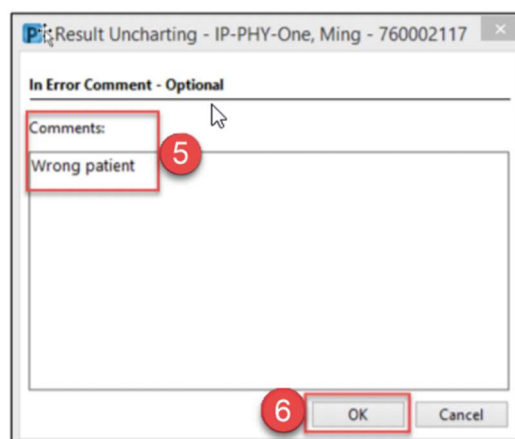 Result Uncharting - IP-PHY-One, Ming - 760002117
In Error Comment - Optional
Comments:
5
Wrong patient
6
OK
Cancel